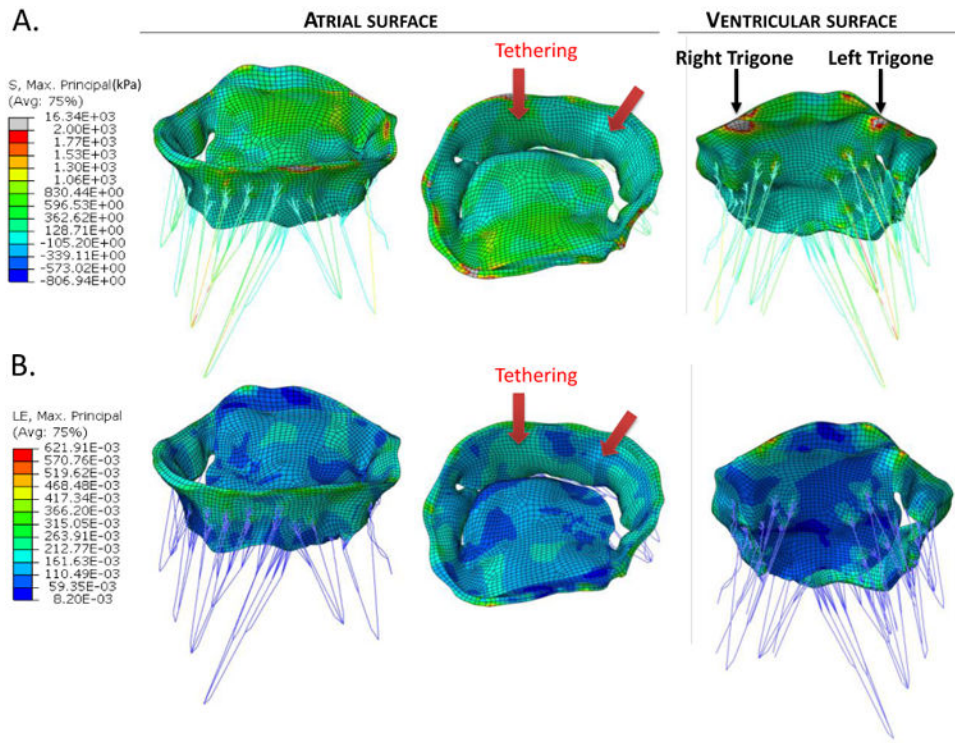 A.
ATRIAL SURFACE
VENTRICULAR SURFACE
Tethering
Right Trigone
Left Trigone
S, Max. Principal(kPa)
(Avg: 75%)
16.34E+03
2.00E+03
1.77E+03
1.53E+03
1.30E+03
1.06E+03
830.44E+00
596.53E+00
362.62E+00
128.71E+00
-105.20E+00
-339.11E+00
-573.02E+00
-806.94E+00
B.
Tethering
LE, Max. Principal
(Avg: 75%)
621.91E-03
570.76E-03
519.62E-03
468.48E-03
417.34E-03
366.20E-03
315.05E-03
263.91E-03
212.77E-03
161.63E-03
110.49E-03
59.35E-03
8.20E-03